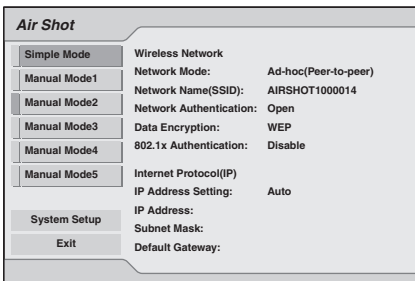 Air Shot
Simple Mode
Manual Mode1
Manual Mode2
Manual Mode3
Manual Mode4
Manual Mode5
System Setup
Exit
Wireless Network
Network Mode: Ad-hoc(Peer-to-peer)
Network Name(SSID): AIRSHOT1000014
Network Authentication: Open
Data Encryption: WEP
802.1x Authentication: Disable
Internet Protocol(IP)
IP Address Setting: Auto
IP Address:
Subnet Mask:
Default Gateway: